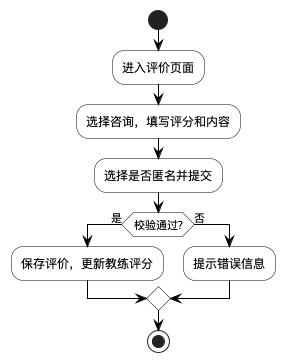 进入评价页面
选择咨询，填写评分和内容
选择是否匿名并提交
校验通过?
是
否
保存评价，更新教练评分
提示错误信息